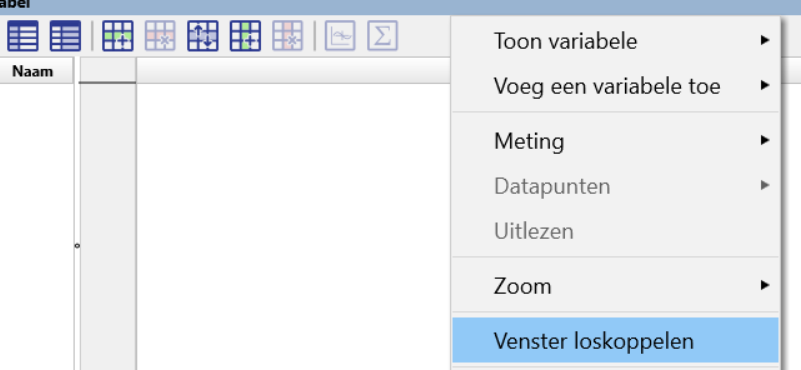 abel
Naam
Toon variabele
Voeg een variabele toe
Meting
Datapunten
Uitlezen
Zoom
Venster loskoppelen